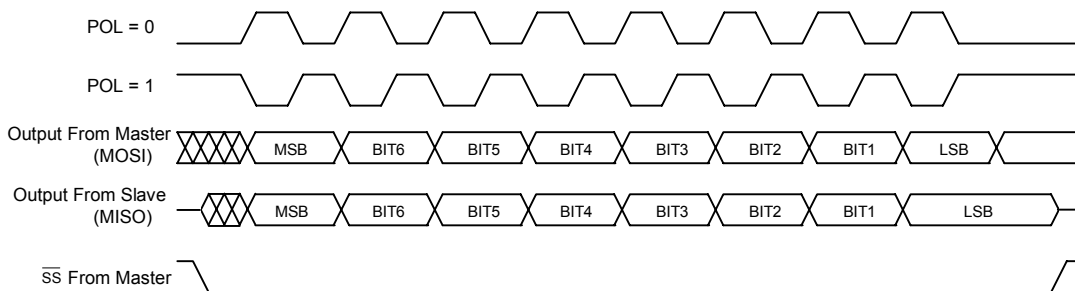 POL = 0
POL = 1
Output From Master
(MOSI)
MSB BIT6 BIT5 BIT4 BIT3 BIT2 BIT1 LSB
Output From Slave
(MISO)
MSB BIT6 BIT5 BIT4 BIT3 BIT2 BIT1 LSB
SS From Master